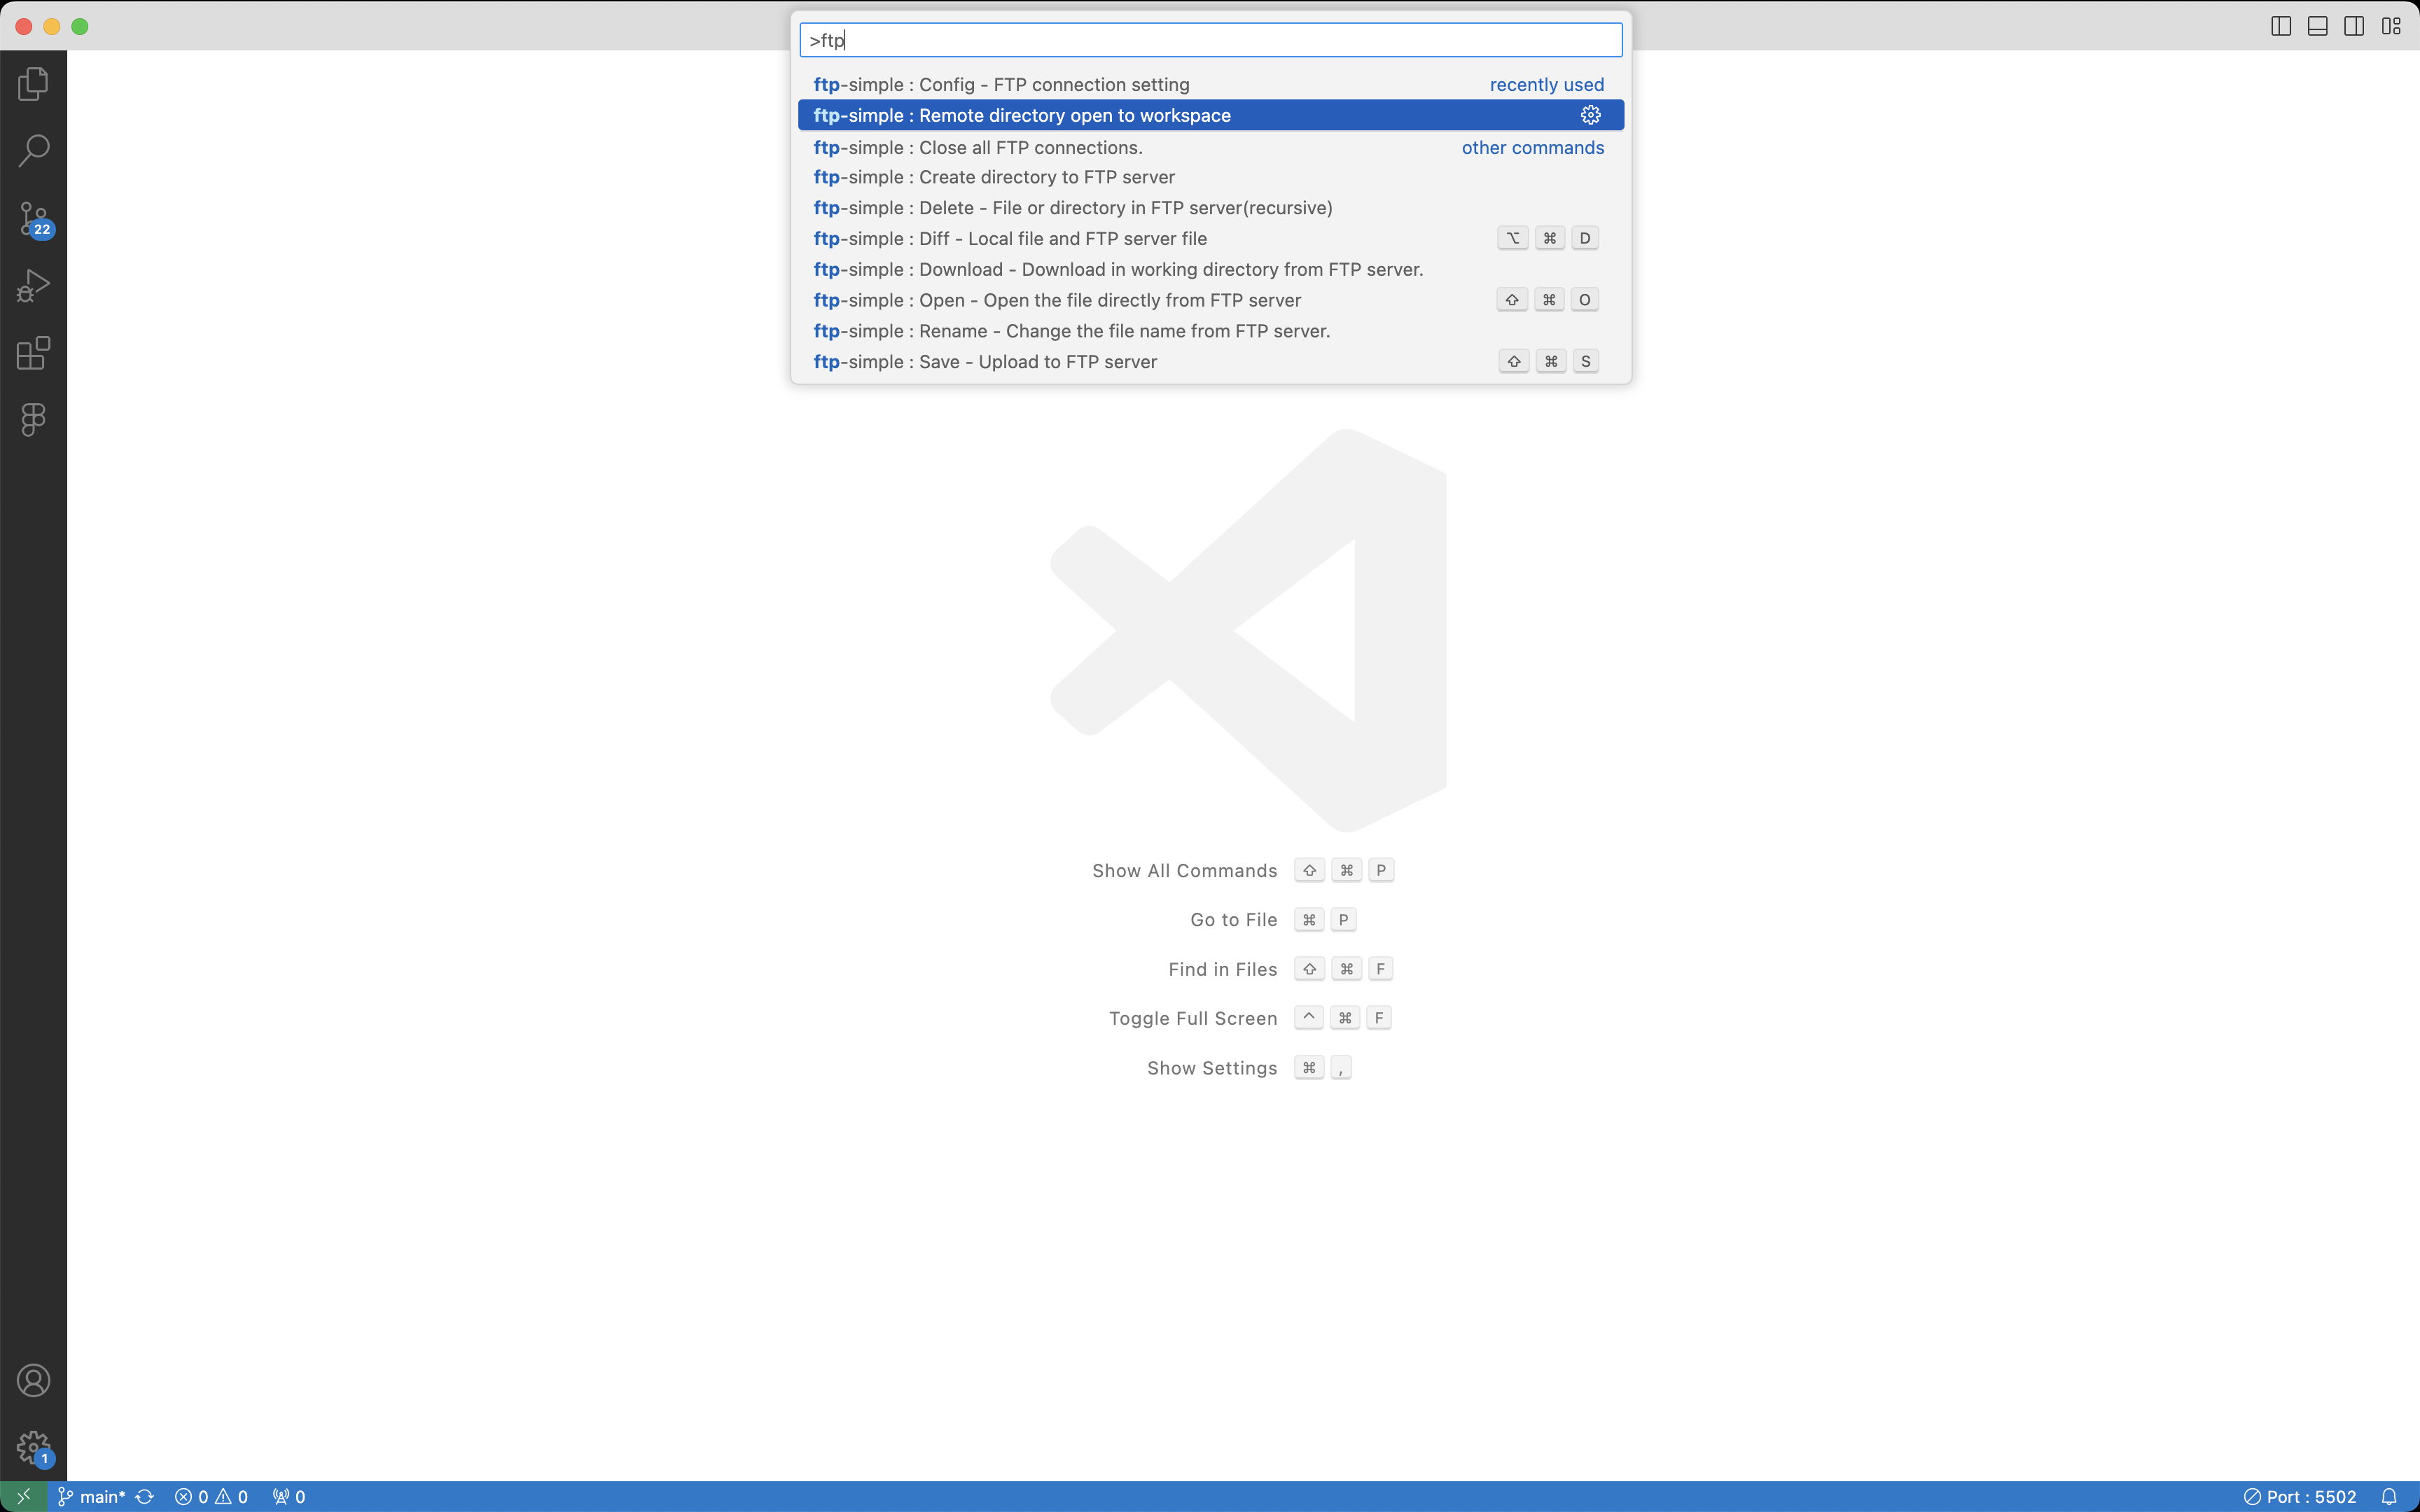 >ftp
ftp-simple : Config - FTP connection setting recently used
ftp-simple : Remote directory open to workspace
ftp-simple : Close all FTP connections. other commands
ftp-simple : Create directory to FTP server
ftp-simple : Delete - File or directory in FTP server(recursive)
ftp-simple : Diff - Local file and FTP server file ⌥ ⌘ D
ftp-simple : Download - Download in working directory from FTP server.
ftp-simple : Open - Open the file directly from FTP server ⇧ ⌘ O
ftp-simple : Rename - Change the file name from FTP server.
ftp-simple : Save - Upload to FTP server ⇧ ⌘ S
22
Show All Commands ⇧ ⌘ P
Go to File ⌘ P
Find in Files ⇧ ⌘ F
Toggle Full Screen ^ ⌘ F
Show Settings ⌘ ,
1
main* 0 0 0 Port : 5502